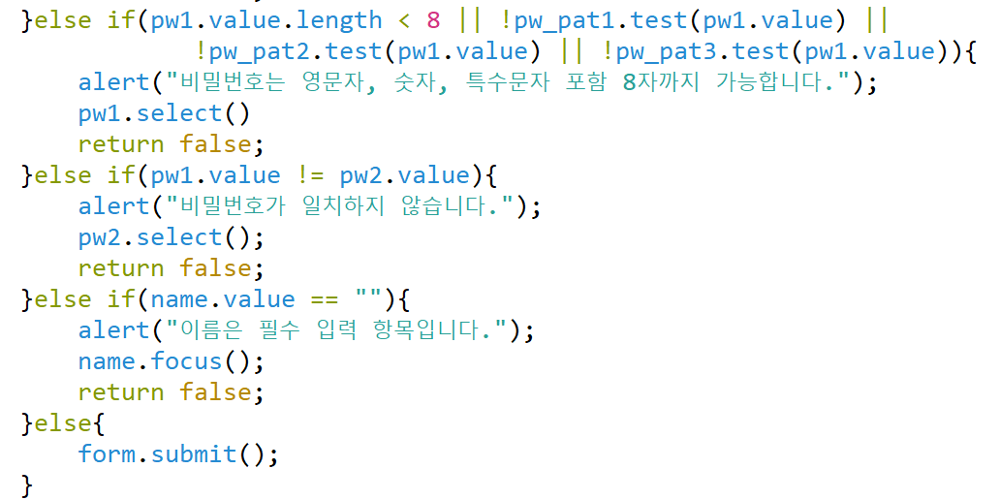 }else if(pw1.value.length < 8 || !pw_pat1.test(pw1.value) ||
!pw_pat2.test(pw1.value) || !pw_pat3.test(pw1.value)){
alert("비밀번호는 영문자, 숫자, 특수문자 포함 8자까지 가능합니다.");
pw1.select()
return false;
}else if(pw1.value != pw2.value){
alert("비밀번호가 일치하지 않습니다.");
pw2.select();
return false;
}else if(name.value == ""){
alert("이름은 필수 입력 항목입니다.");
name.focus();
return false;
}else{
form.submit();
}